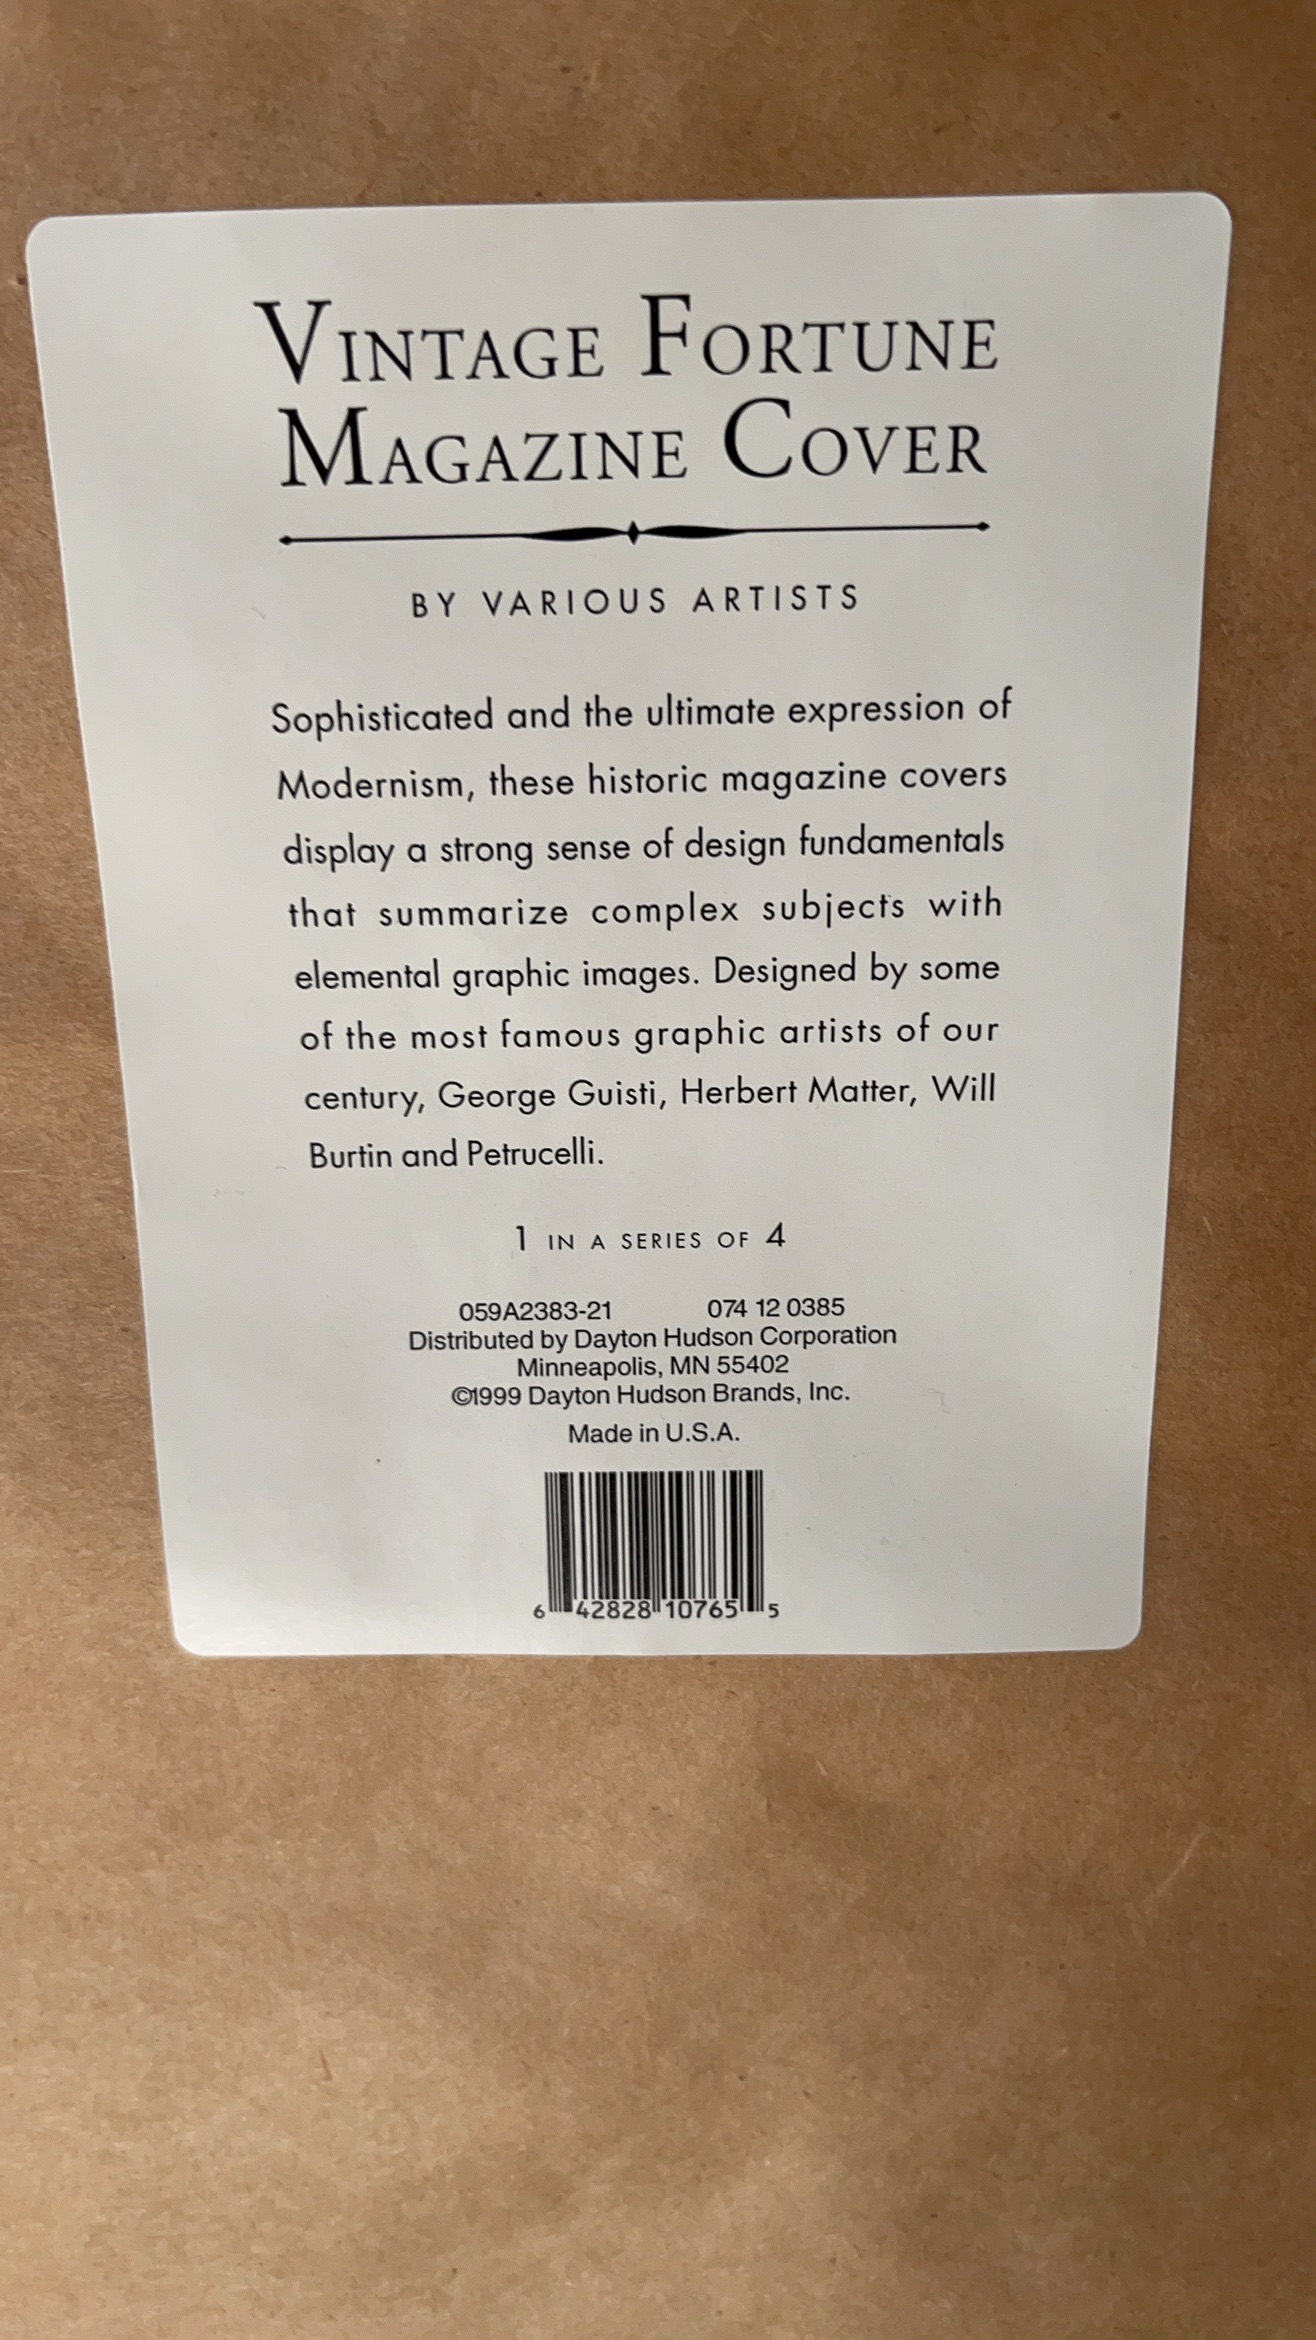 VINTAGE FORTUNE
MAGAZINE COVER
BY VARIOUS ARTISTS
Sophisticated and the ultimate expression of
Modernism, these historic magazine covers
display a strong sense of design fundamentals
that summarize complex subjects with
elemental graphic images. Designed by some
of the most famous graphic artists of our
century, George Guisti, Herbert Matter, Will
Burtin and Petrucelli.
1 IN A SERIES OF 4
059A2383-21 074 12 0385
Distributed by Dayton Hudson Corporation
Minneapolis, MN 55402
©1999 Dayton Hudson Brands, Inc.
Made in U.S.A.
6 42828 10765 5